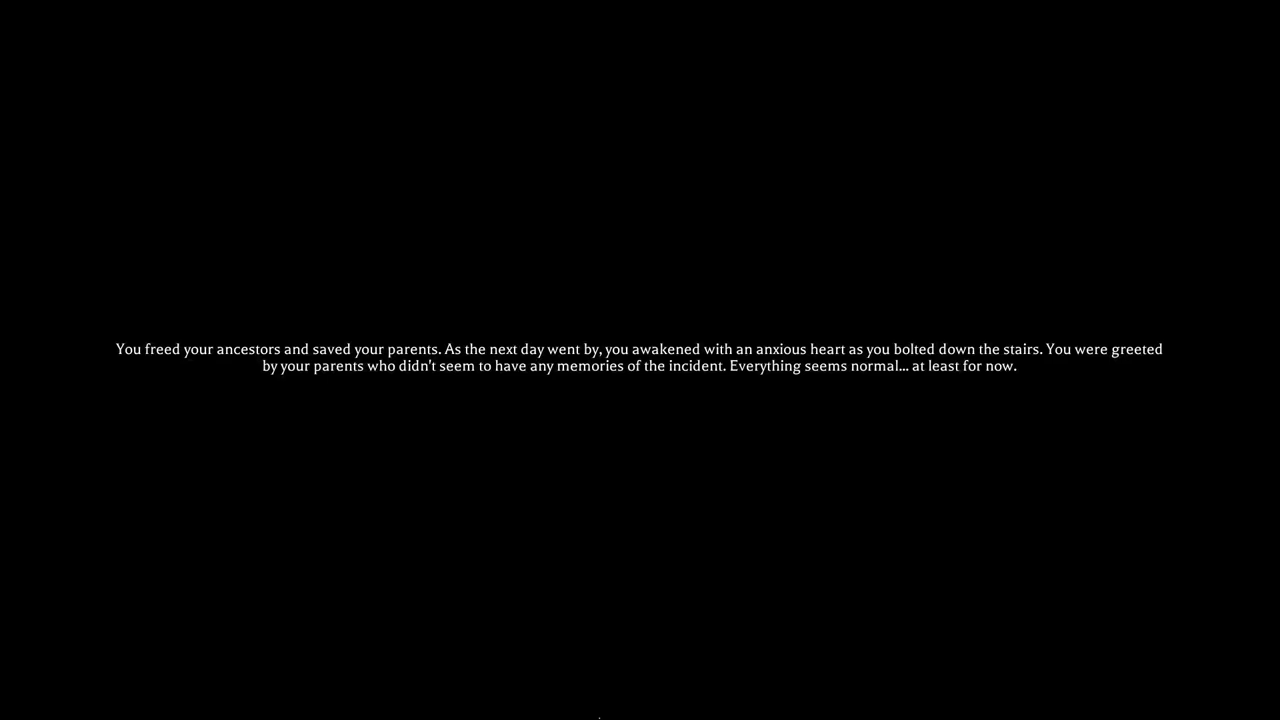 You freed your ancestors and saved your parents. As the next day went by, you awakened with an anxious heart as you bolted down the stairs. You were greeted
by your parents who didn't seem to have any memories of the incident. Everything seems normal... at least for now.